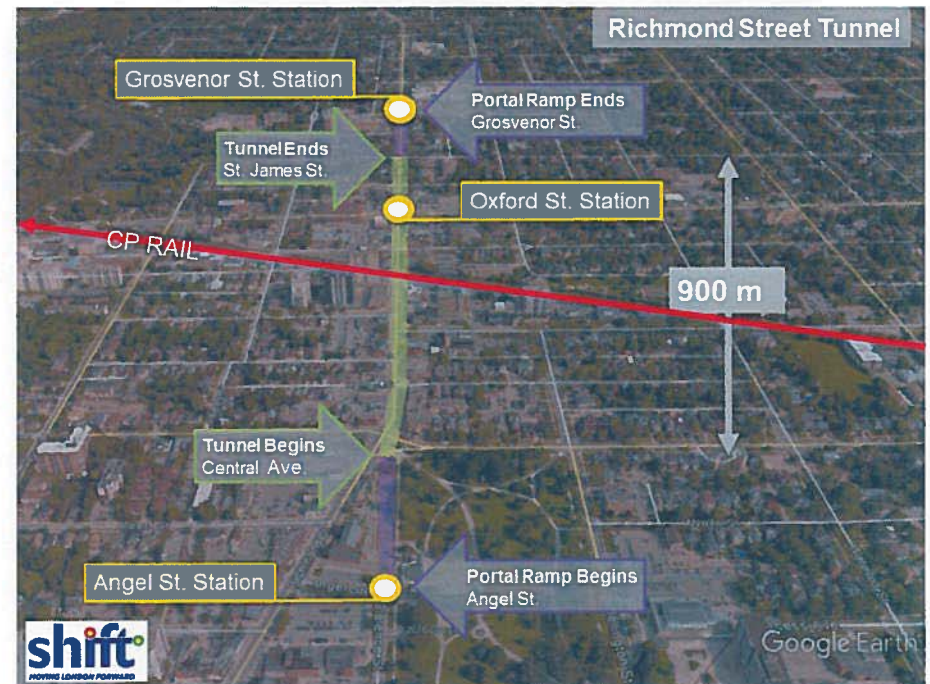 Richmond Street Tunnel
Grosvenor St. Station
Portal Ramp Ends
Grosvenor St.
Tunnel Ends
St. James St.
Oxford St. Station
CP RAIL
900 m
Tunnel Begins
Central Ave.
Angel St. Station
Portal Ramp Begins
Angel St.
shift
MOVING LONDON FORWARD
Google Earth